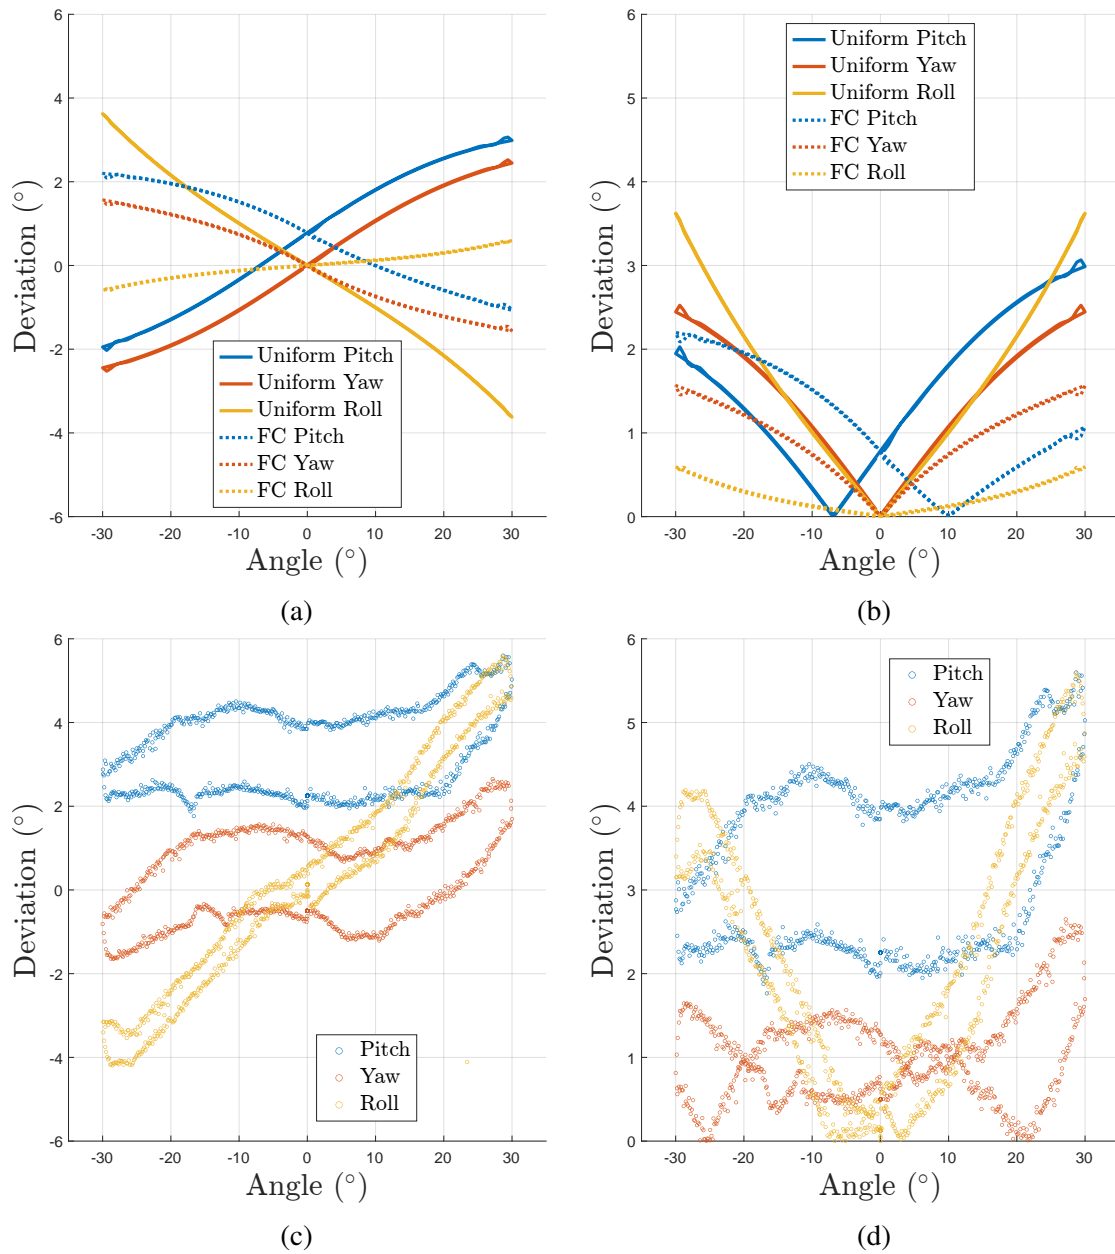 6
4
2
0
-2
-4
-6
Deviation (°)
Uniform Pitch
Uniform Yaw
Uniform Roll
FC Pitch
FC Yaw
FC Roll
-30
-20
-10
0
10
20
30
Angle (°)
(a)
6
5
4
3
2
1
0
Deviation (°)
Uniform Pitch
Uniform Yaw
Uniform Roll
FC Pitch
FC Yaw
FC Roll
-30
-20
-10
0
10
20
30
Angle (°)
(b)
6
4
2
0
-2
-4
-6
Deviation (°)
Pitch
Yaw
Roll
-30
-20
-10
0
10
20
30
Angle (°)
(c)
6
5
4
3
2
1
0
Deviation (°)
Pitch
Yaw
Roll
-30
-20
-10
0
10
20
30
Angle (°)
(d)